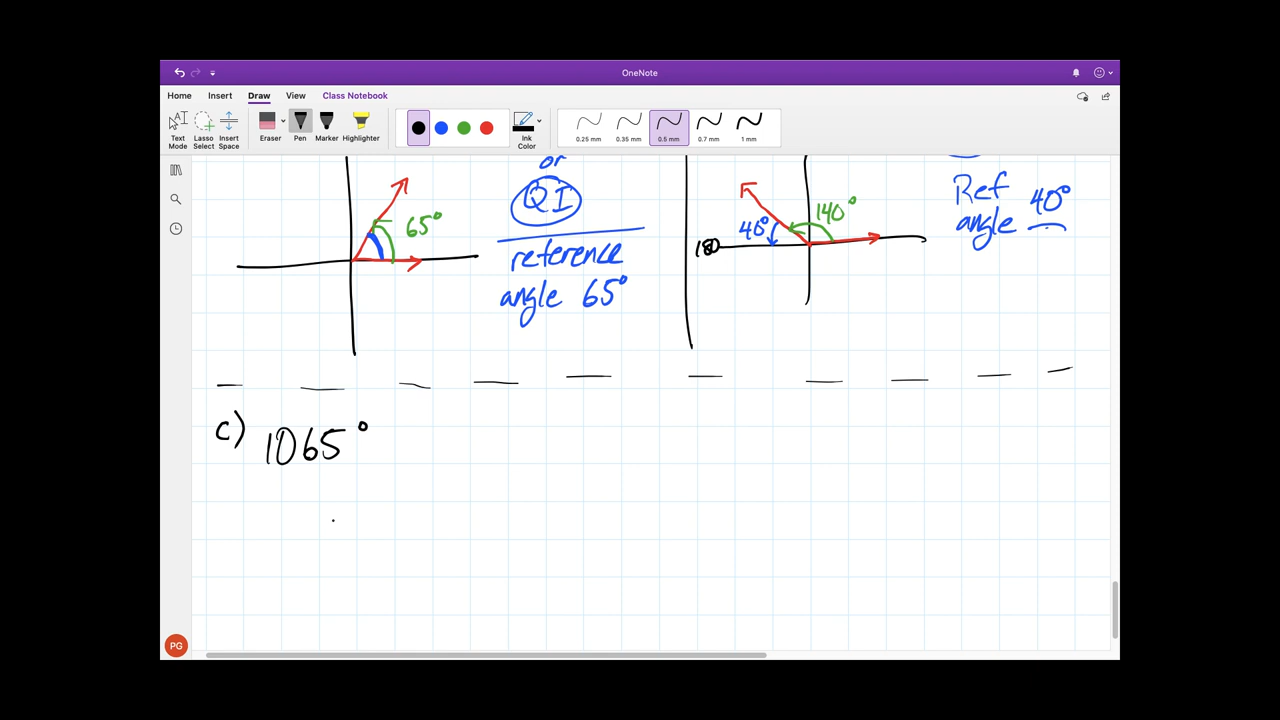 OneNote
Home Insert Draw View Class Notebook
Text Mode
Lasso Select
Insert Space
Eraser
Pen
Marker
Highlighter
Ink Color
0.25 mm
0.35 mm
0.5 mm
0.7 mm
1 mm
or
QI
65°
reference
angle 65°
180
40°
140°
Ref
angle 40°
c) 1065°
PG